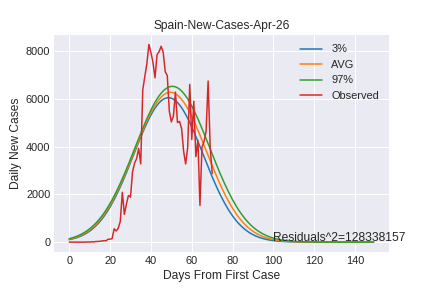 Spain-New-Cases-Apr-26
3%
AVG
97%
Observed
Daily New Cases
8000
6000
4000
2000
0
Residuals^2=128338157
0 20 40 60 80 100 120 140
Days From First Case